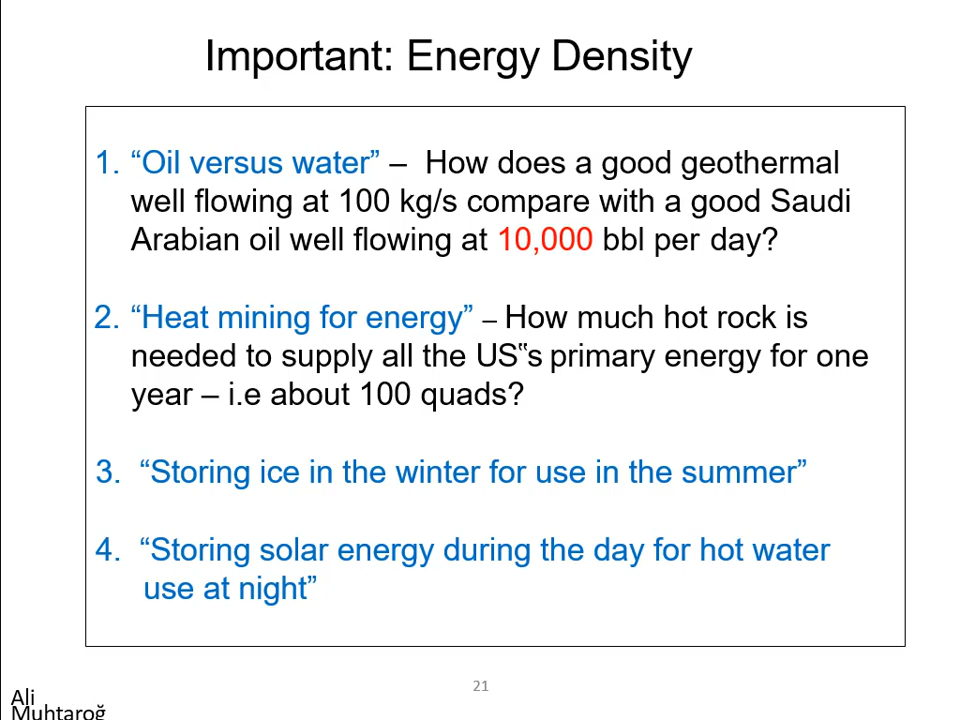 Important: Energy Density
1. “Oil versus water” – How does a good geothermal
well flowing at 100 kg/s compare with a good Saudi
Arabian oil well flowing at 10,000 bbl per day?
2. “Heat mining for energy” – How much hot rock is
needed to supply all the US‟s primary energy for one
year – i.e about 100 quads?
3. “Storing ice in the winter for use in the summer”
4. “Storing solar energy during the day for hot water
use at night”
21
Ali
Muhtaroğ